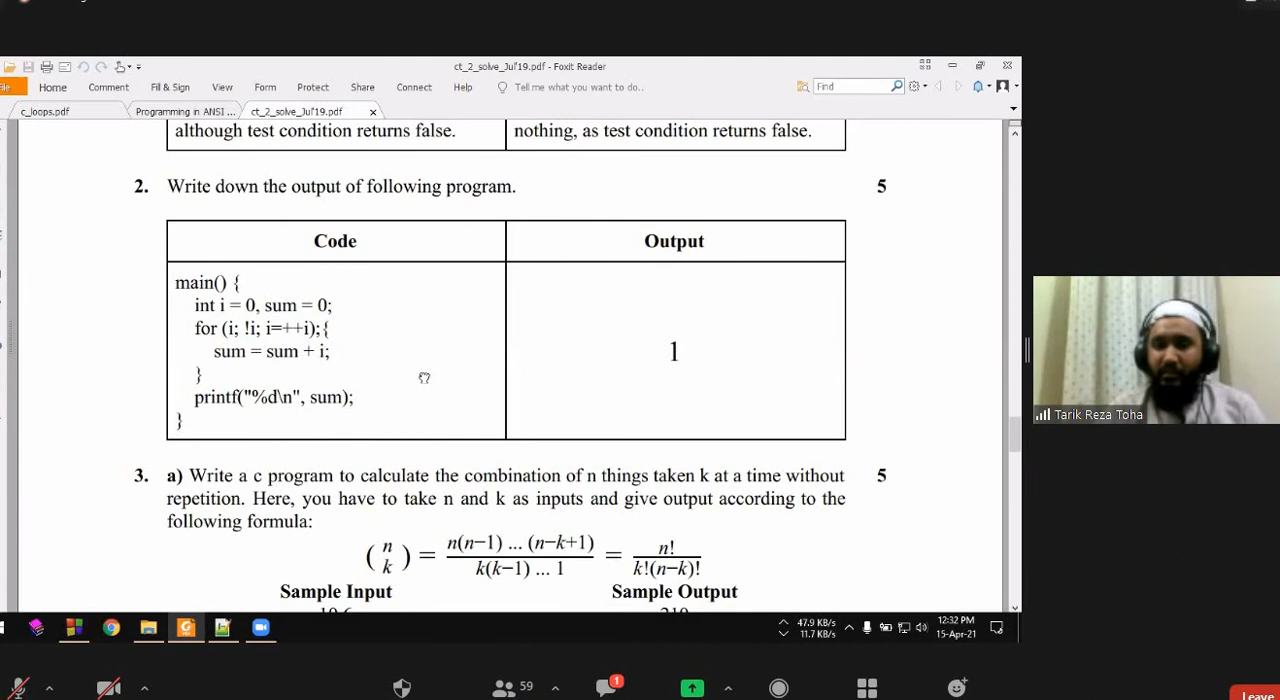 ct_2_solve_Jul'19.pdf - Foxit Reader
File Home Comment Fill & Sign View Form Protect Share Connect Help Tell me what you want to do.. Find
c_loops.pdf Programming in ANSI ... ct_2_solve_Jul'19.pdf
although test condition returns false. nothing, as test condition returns false.
2. Write down the output of following program. 5
Code Output
main() {
int i = 0, sum = 0;
for (i; !i; i=++i);{
sum = sum + i;
}
printf("%d\n", sum);
}
1
3. a) Write a c program to calculate the combination of n things taken k at a time without 5
repetition. Here, you have to take n and k as inputs and give output according to the
following formula:
( n k ) = n(n−1) ... (n−k+1) / k(k−1) ... 1 = n! / k!(n−k)!
Sample Input Sample Output
Tarik Reza Toha
47.9 KB/s
11.7 KB/s
12:32 PM
15-Apr-21
59
1
Leave